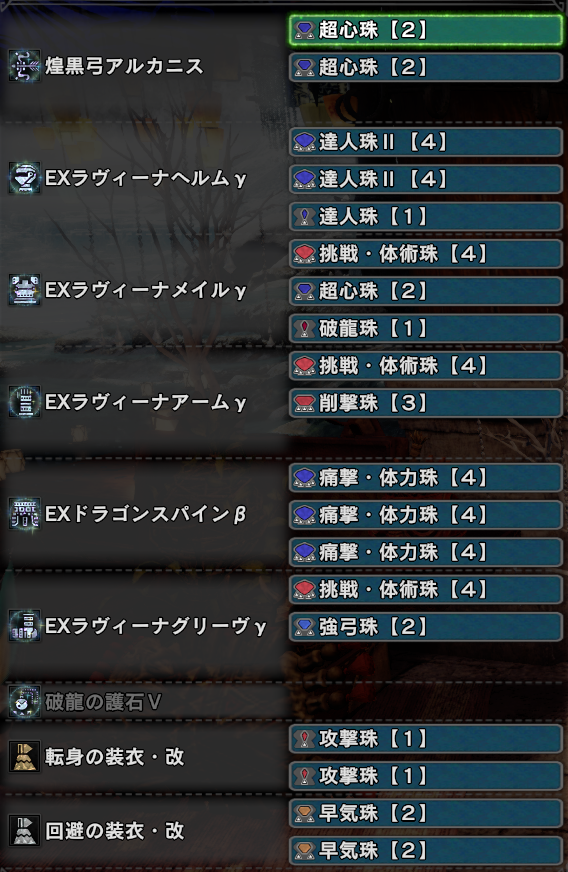 煌黒弓アルカニス
超心珠【２】
超心珠【２】
EXラヴィーナヘルムγ
達人珠Ⅱ【４】
達人珠Ⅱ【４】
達人珠【１】
EXラヴィーナメイルγ
挑戦・体術珠【４】
超心珠【２】
破龍珠【１】
EXラヴィーナアームγ
挑戦・体術珠【４】
削撃珠【３】
EXドラゴンスパインβ
痛撃・体力珠【４】
痛撃・体力珠【４】
痛撃・体力珠【４】
EXラヴィーナグリーヴγ
挑戦・体術珠【４】
強弓珠【２】
破龍の護石Ⅴ
転身の装衣・改
攻撃珠【１】
攻撃珠【１】
回避の装衣・改
早気珠【２】
早気珠【２】